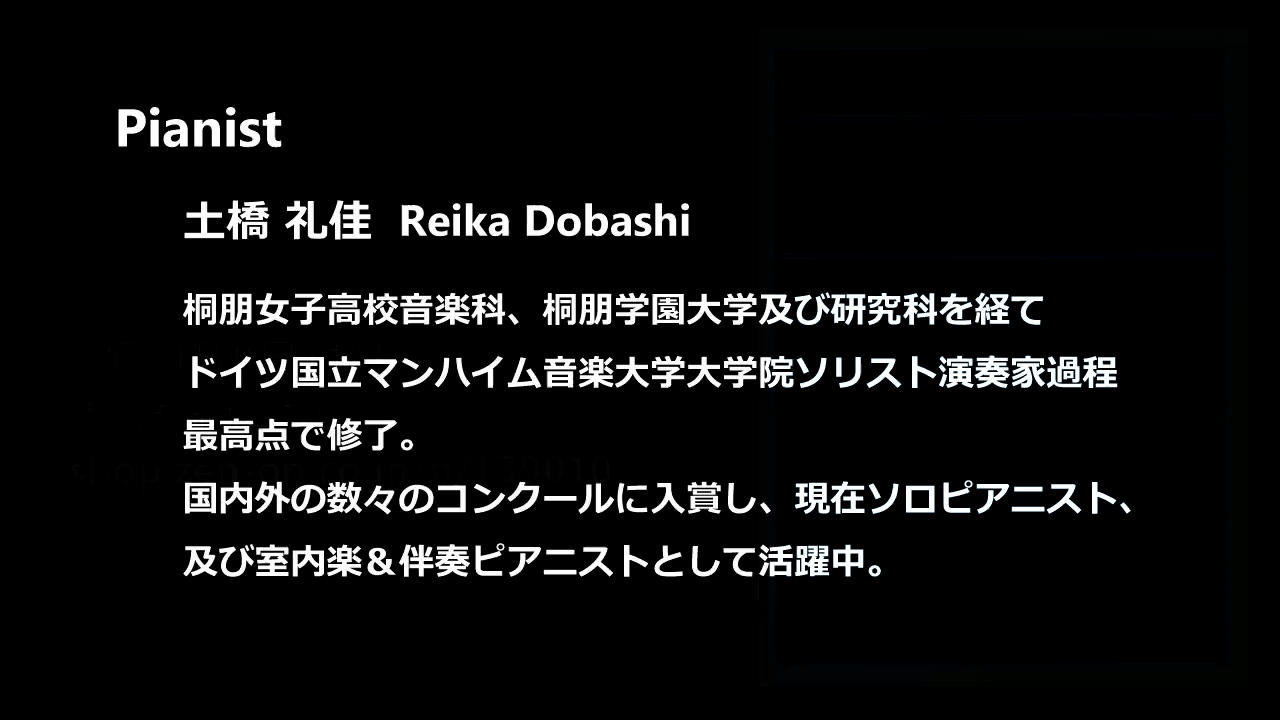 Pianist
土橋 礼佳 Reika Dobashi
桐朋女子高校音楽科、桐朋学園大学及び研究科を経て
ドイツ国立マンハイム音楽大学大学院ソリスト演奏家過程
最高点で修了。
国内外の数々のコンクールに入賞し、現在ソロピアニスト、
及び室内楽＆伴奏ピアニストとして活躍中。